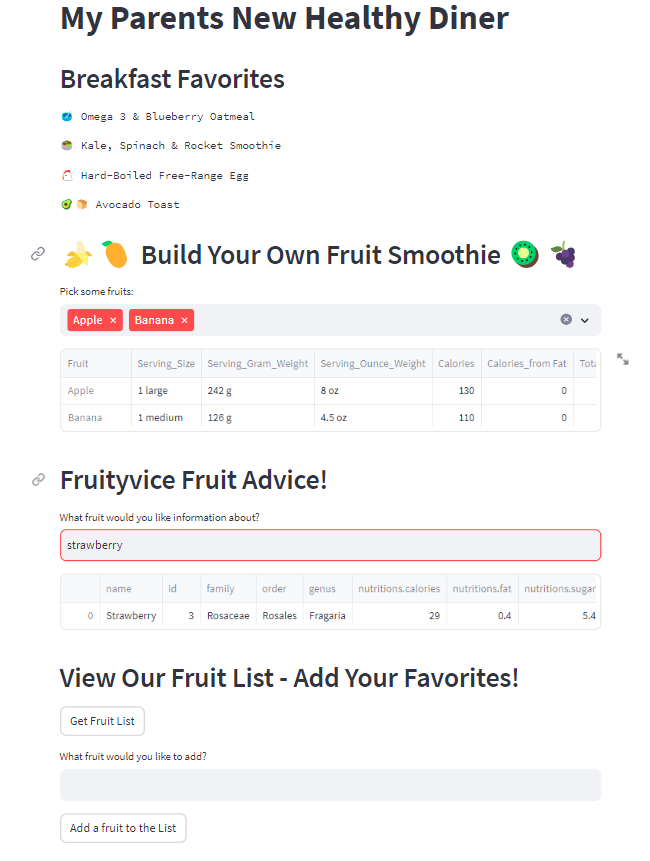 My Parents New Healthy Diner
Breakfast Favorites
Omega 3 & Blueberry Oatmeal
Kale, Spinach & Rocket Smoothie
Hard-Boiled Free-Range Egg
Avocado Toast
Build Your Own Fruit Smoothie
Pick some fruits:
Apple × Banana ×
Fruit Serving_Size Serving_Gram_Weight Serving_Ounce_Weight Calories Calories_from Fat Tota
Apple 1 large 242 g 8 oz 130 0
Banana 1 medium 126 g 4.5 oz 110 0
Fruityvice Fruit Advice!
What fruit would you like information about?
strawberry
name id family order genus nutritions.calories nutritions.fat nutritions.sugar
0 Strawberry 3 Rosaceae Rosales Fragaria 29 0.4 5.4
View Our Fruit List - Add Your Favorites!
Get Fruit List
What fruit would you like to add?
Add a fruit to the List